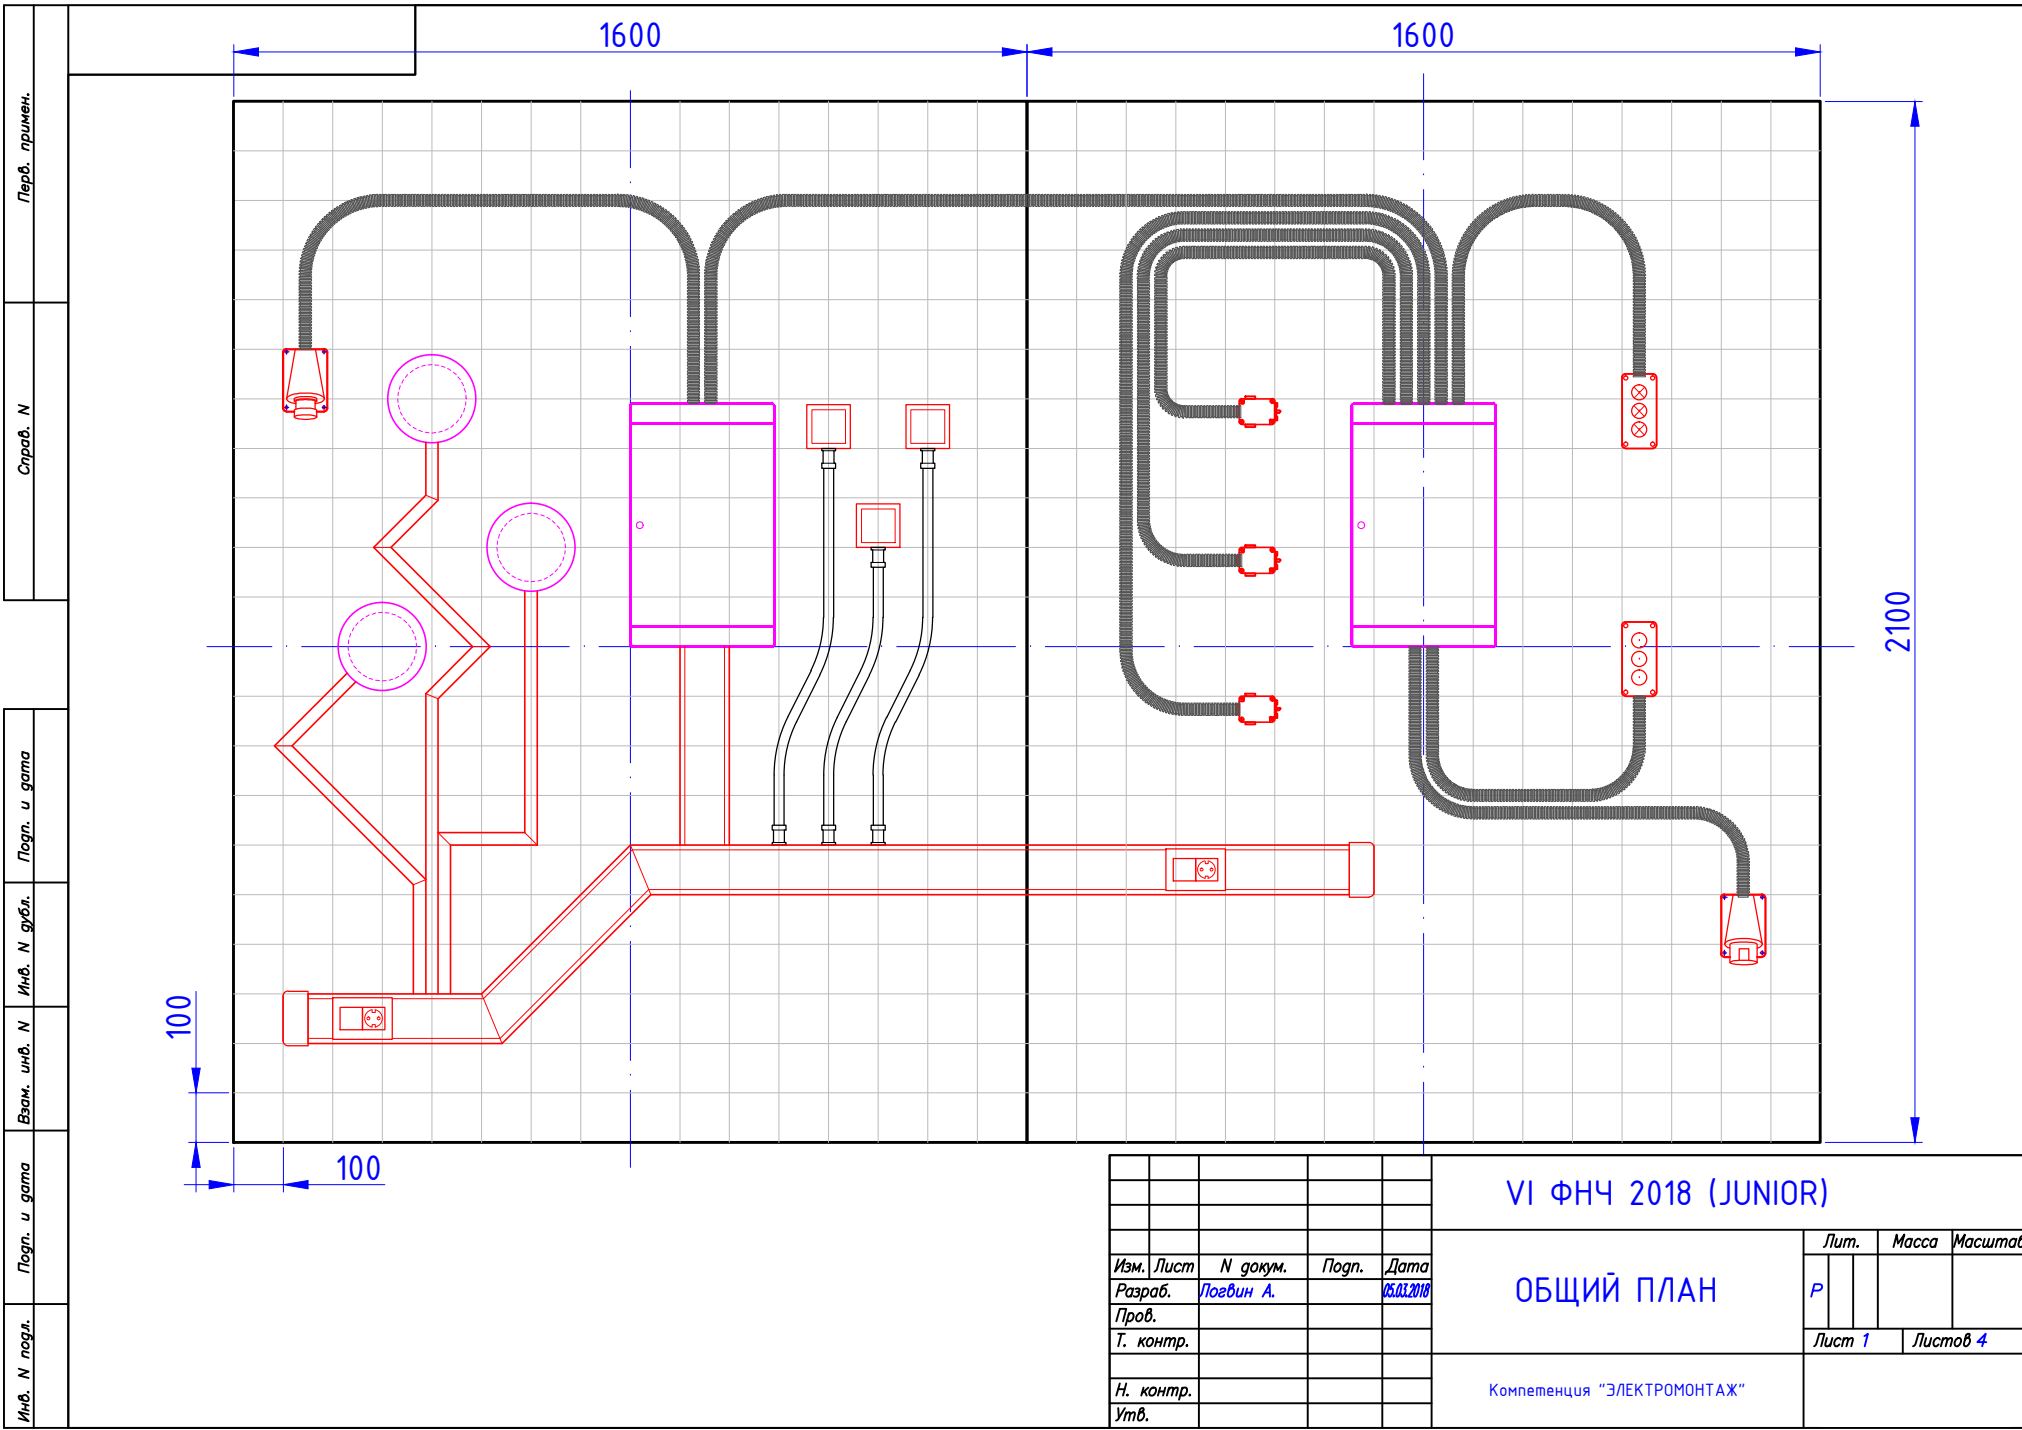 1600
1600
2100
100
100
Перв. примен.
Справ. N
Подп. и дата
Инв. N дубл.
Взам. инв. N
Подп. и дата
Инв. N подл.
VI ФНЧ 2018 (JUNIOR)
Лит. Масса Масштаб
Изм. Лист N докум. Подп. Дата
Разраб. Логвин А. 05.03.2018
ОБЩИЙ ПЛАН
Р
Пров.
Т. контр.
Лист 1 Листов 4
Н. контр.
Компетенция "ЭЛЕКТРОМОНТАЖ"
Утв.